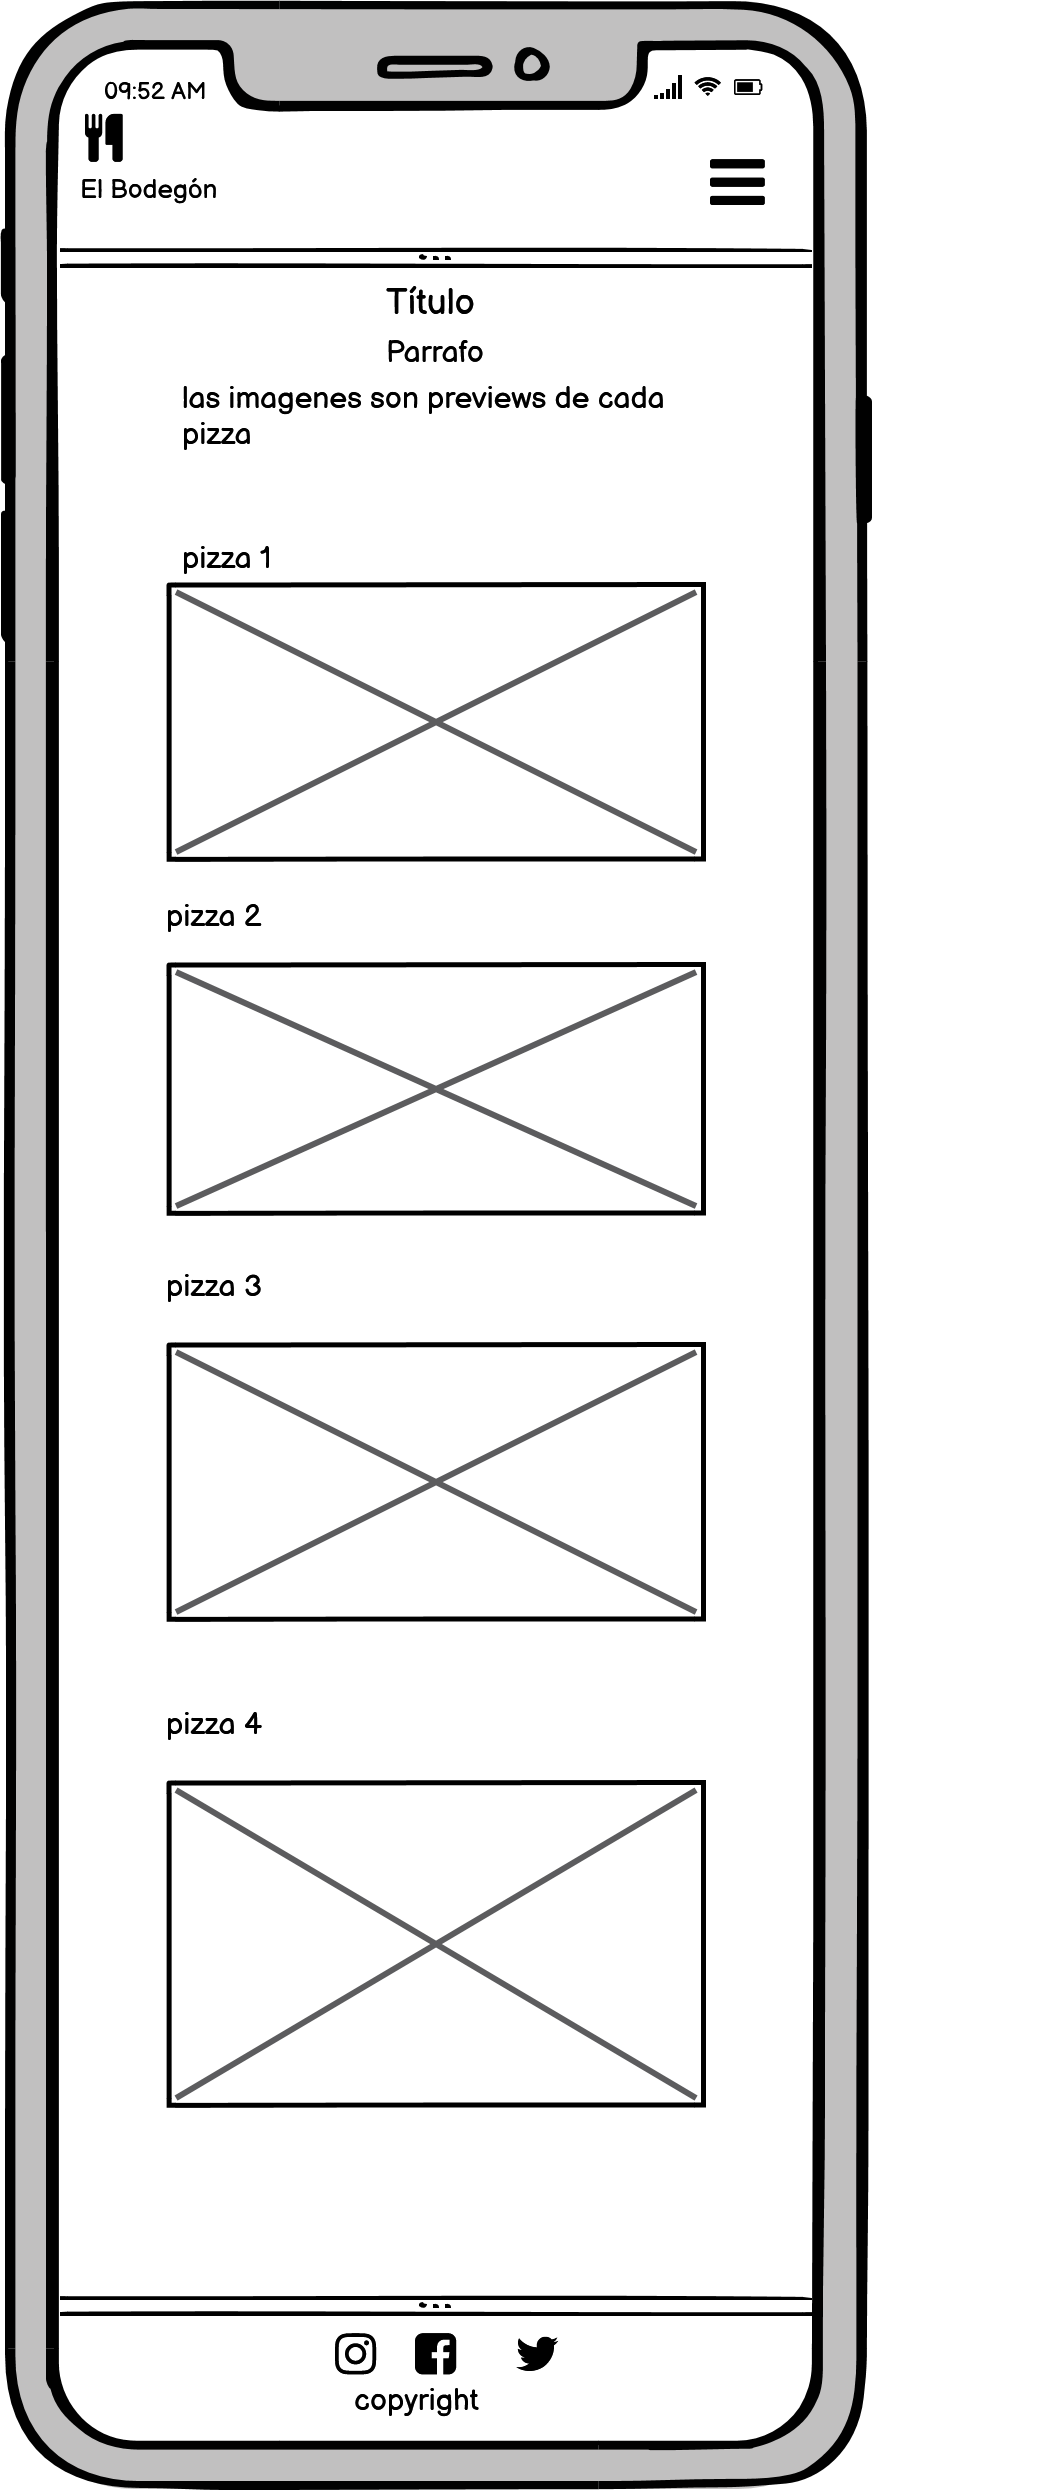 09:52 AM
El Bodegón
Título
Parrafo
las imagenes son previews de cada
pizza
pizza 1
pizza 2
pizza 3
pizza 4
copyright